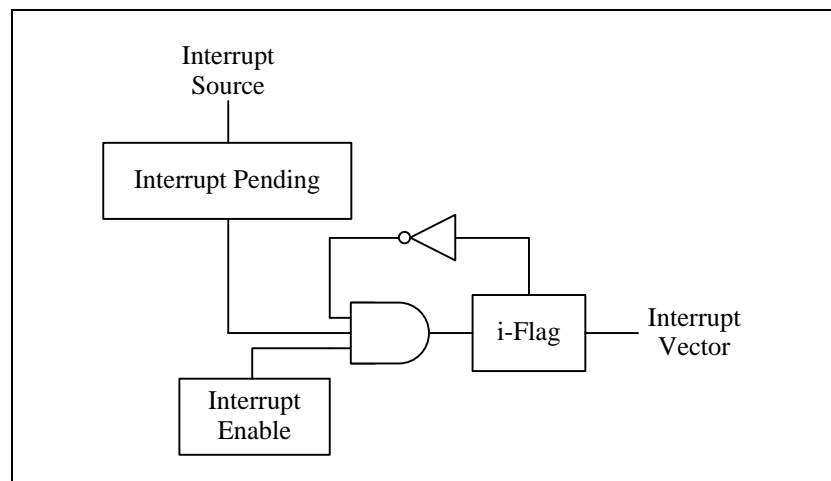 Interrupt
Source
Interrupt Pending
i-Flag
Interrupt
Vector
Interrupt
Enable